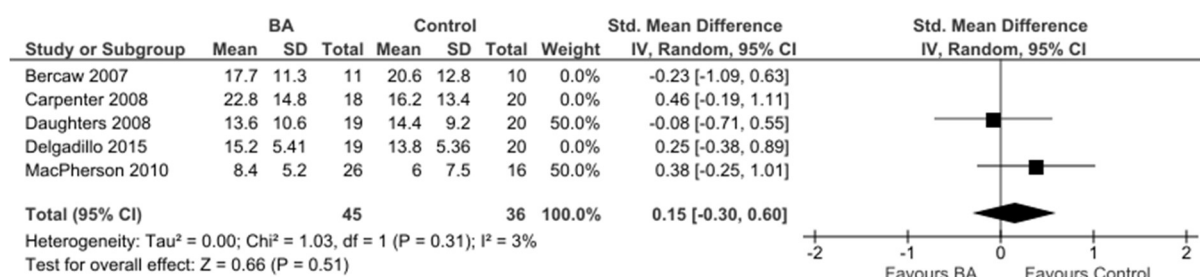 BA Control Std. Mean Difference Std. Mean Difference
Study or Subgroup Mean SD Total Mean SD Total Weight IV, Random, 95% CI IV, Random, 95% CI
Bercaw 2007 17.7 11.3 11 20.6 12.8 10 0.0% -0.23 [-1.09, 0.63]
Carpenter 2008 22.8 14.8 18 16.2 13.4 20 0.0% 0.46 [-0.19, 1.11]
Daughters 2008 13.6 10.6 19 14.4 9.2 20 50.0% -0.08 [-0.71, 0.55]
Delgadillo 2015 15.2 5.41 19 13.8 5.36 20 0.0% 0.25 [-0.38, 0.89]
MacPherson 2010 8.4 5.2 26 6 7.5 16 50.0% 0.38 [-0.25, 1.01]
Total (95% CI) 45 36 100.0% 0.15 [-0.30, 0.60]
Heterogeneity: Tau² = 0.00; Chi² = 1.03, df = 1 (P = 0.31); I² = 3%
Test for overall effect: Z = 0.66 (P = 0.51)
-2 -1 0 1 2
Favours BA Favours Control